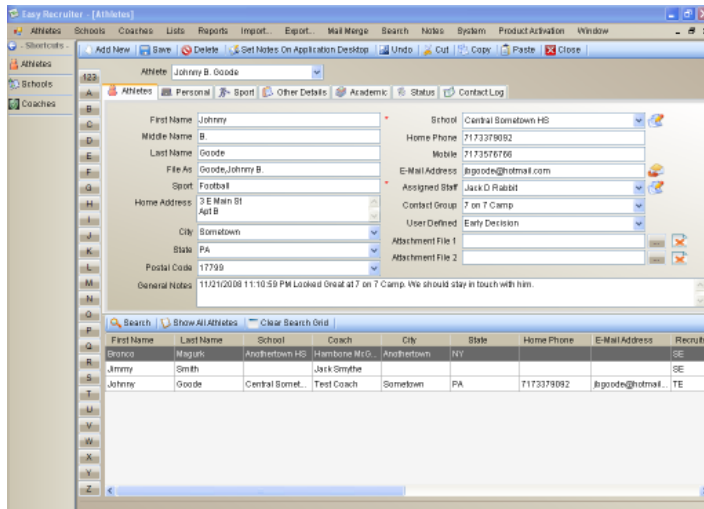 Easy Recruiter - [Athletes]
Athletes Schools Coaches Lists Reports Import... Export... Mail Merge Search Notes System Product Activation Window
- Shortcuts -
Athletes
Schools
Coaches
Add New Save Delete Set Notes On Application Desktop Undo Cut Copy Paste Close
Athlete Johnny B. Goode
Athletes Personal Sport Other Details Academic Status Contact Log
First Name Johnny * School Central Sometown HS
Middle Name B. Home Phone 7173379092
Last Name Goode Mobile 7173576766
File As Goode,Johnny B. E-Mail Address jbgoode@hotmail.com
Sport Football * Assigned Staff Jack D Rabbit
Home Address 3 E Main St Contact Group 7 on 7 Camp
Apt B
User Defined Early Decision
City Sometown Attachment File 1
State PA Attachment File 2
Postal Code 17799
General Notes 11/21/2008 11:10:59 PM Looked Great at 7 on 7 Camp. We should stay in touch with him.
Search Show All Athletes Clear Search Grid
First Name Last Name School Coach City State Home Phone E-Mail Address Recruit
Bronco Magurk Anothertown HS Hambone McG... Anothertown NY SE
Jimmy Smith Jack Smythe SE
Johnny Goode Central Somet... Test Coach Sometown PA 7173379092 jbgoode@hotmail... TE
123
A
B
C
D
E
F
G
H
I
J
K
L
M
N
O
P
Q
R
S
T
U
V
W
X
Y
Z